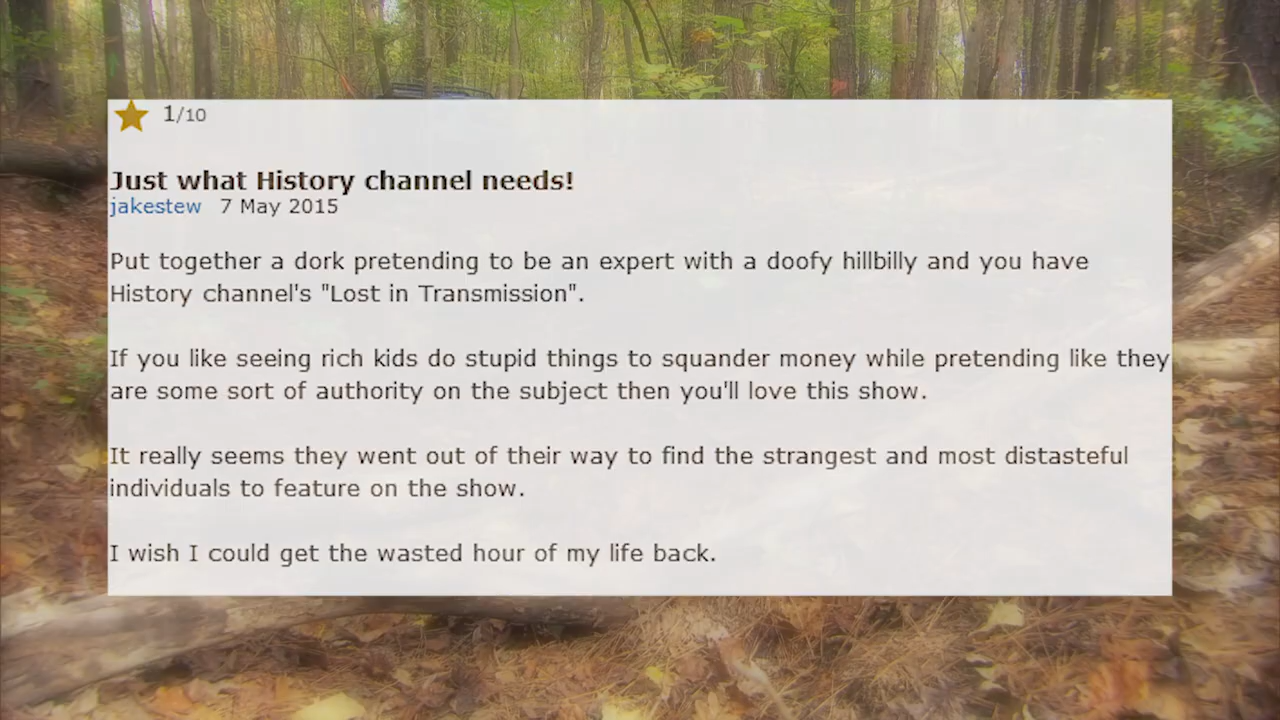 1/10
Just what History channel needs!
jakestew 7 May 2015
Put together a dork pretending to be an expert with a doofy hillbilly and you have
History channel's "Lost in Transmission".
If you like seeing rich kids do stupid things to squander money while pretending like they
are some sort of authority on the subject then you'll love this show.
It really seems they went out of their way to find the strangest and most distasteful
individuals to feature on the show.
I wish I could get the wasted hour of my life back.